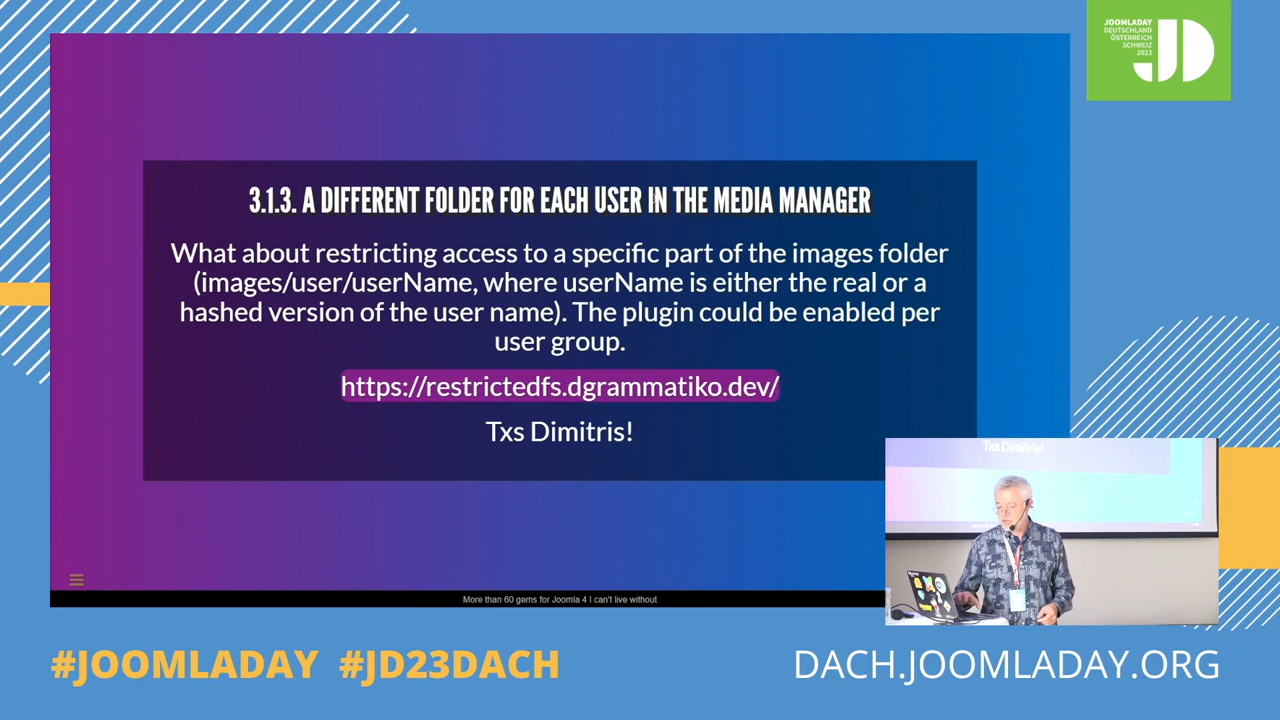 JOOMLADAY
DEUTSCHLAND
ÖSTERREICH
SCHWEIZ
2023
JD
3.1.3. A DIFFERENT FOLDER FOR EACH USER IN THE MEDIA MANAGER
What about restricting access to a specific part of the images folder
(images/user/userName, where userName is either the real or a
hashed version of the user name). The plugin could be enabled per
user group.
https://restrictedfs.dgrammatiko.dev/
Txs Dimitris!
Txs Dimitris!
More than 60 gems for Joomla 4 I can't live without
#JOOMLADAY #JD23DACH
DACH.JOOMLADAY.ORG